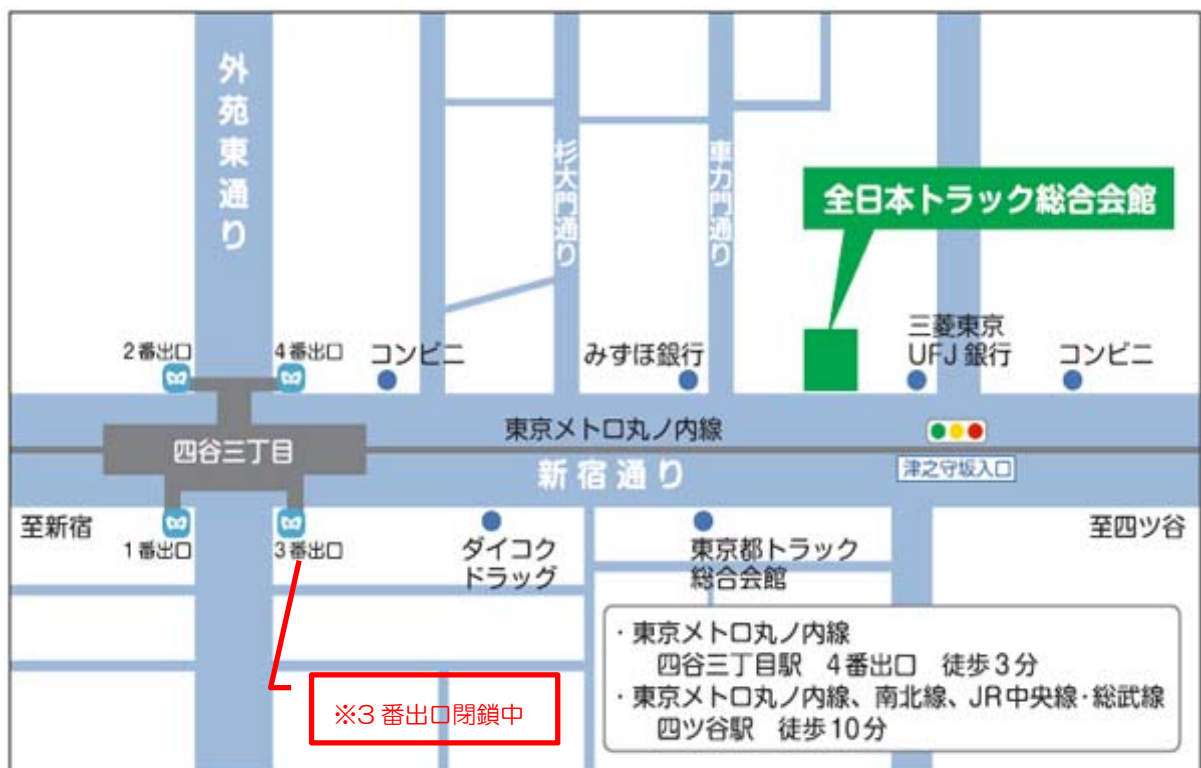 外苑東通り
杉大門通り
車力門通り
全日本トラック総合会館
2番出口
4番出口
コンビニ
みずほ銀行
三菱東京
UFJ銀行
コンビニ
東京メトロ丸ノ内線
四谷三丁目
新宿通り
津之守坂入口
至新宿
1番出口
3番出口
ダイコク
ドラッグ
東京都トラック
総合会館
至四ツ谷
※3番出口閉鎖中
・東京メトロ丸ノ内線
四谷三丁目駅 4番出口 徒歩3分
・東京メトロ丸ノ内線、南北線、JR中央線・総武線
四ツ谷駅 徒歩10分